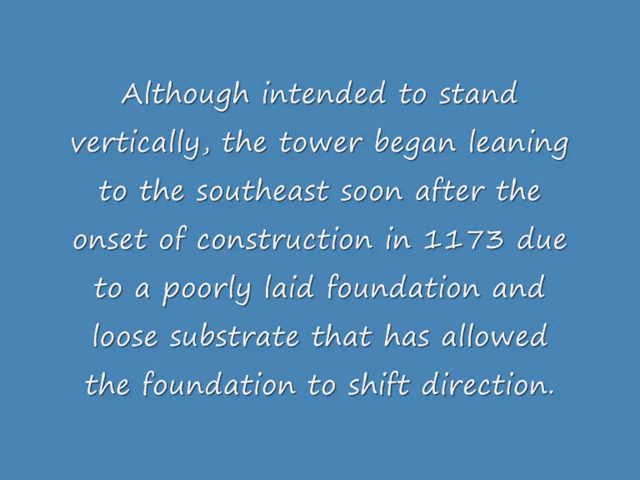 Although intended to stand
vertically, the tower began leaning
to the southeast soon after the
onset of construction in 1173 due
to a poorly laid foundation and
loose substrate that has allowed
the foundation to shift direction.